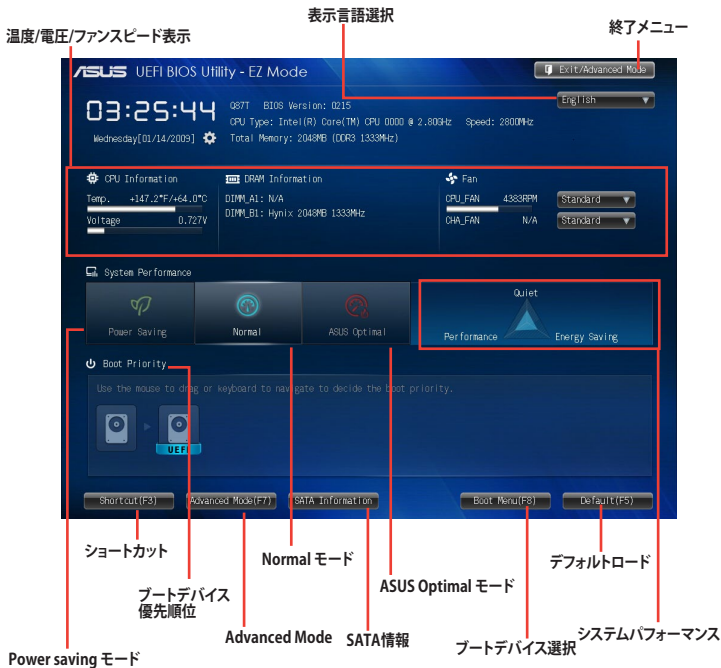 表示言語選択
温度/電圧/ファンスピード表示
終了メニュー
ASUS UEFI BIOS Utility - EZ Mode
Exit/Advanced Mode
03:25:44
Wednesday[01/14/2009]
Q87T BIOS Version: 0215
CPU Type: Intel(R) Core(TM) CPU 0000 @ 2.80GHz Speed: 2800MHz
Total Memory: 2048MB (DDR3 1333MHz)
English
CPU Information
Temp. +147.2°F/+64.0°C
Voltage 0.727V
DRAM Information
DIMM_A1: N/A
DIMM_B1: Hynix 2048MB 1333MHz
Fan
CPU_FAN 4383RPM Standard
CHA_FAN N/A Standard
System Performance
Power Saving
Normal
ASUS Optimal
Quiet
Performance
Energy Saving
Boot Priority
Use the mouse to drag or keyboard to navigate to decide the boot priority.
UEFI
Shortcut(F3)
Advanced Mode(F7)
SATA Information
Boot Menu(F8)
Default(F5)
ショートカット
Normal モード
デフォルトロード
ASUS Optimal モード
ブートデバイス
優先順位
Advanced Mode
SATA情報
ブートデバイス選択
システムパフォーマンス
Power saving モード